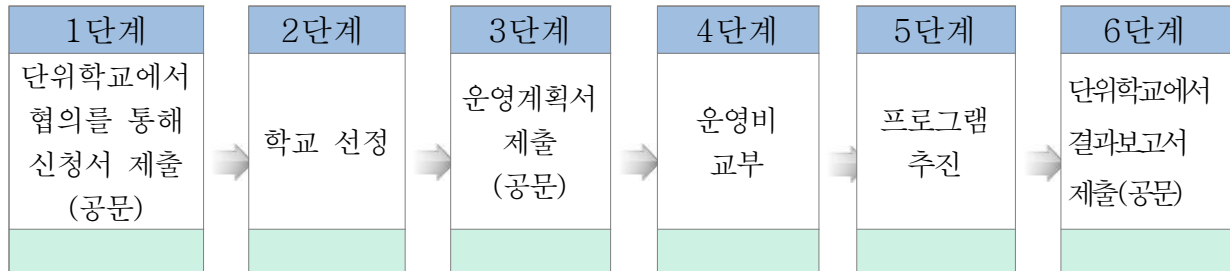 1단계
단위학교에서
협의를 통해
신청서 제출
(공문)
2단계
학교 선정
3단계
운영계획서
제출
(공문)
4단계
운영비
교부
5단계
프로그램
추진
6단계
단위학교에서
결과보고서
제출(공문)